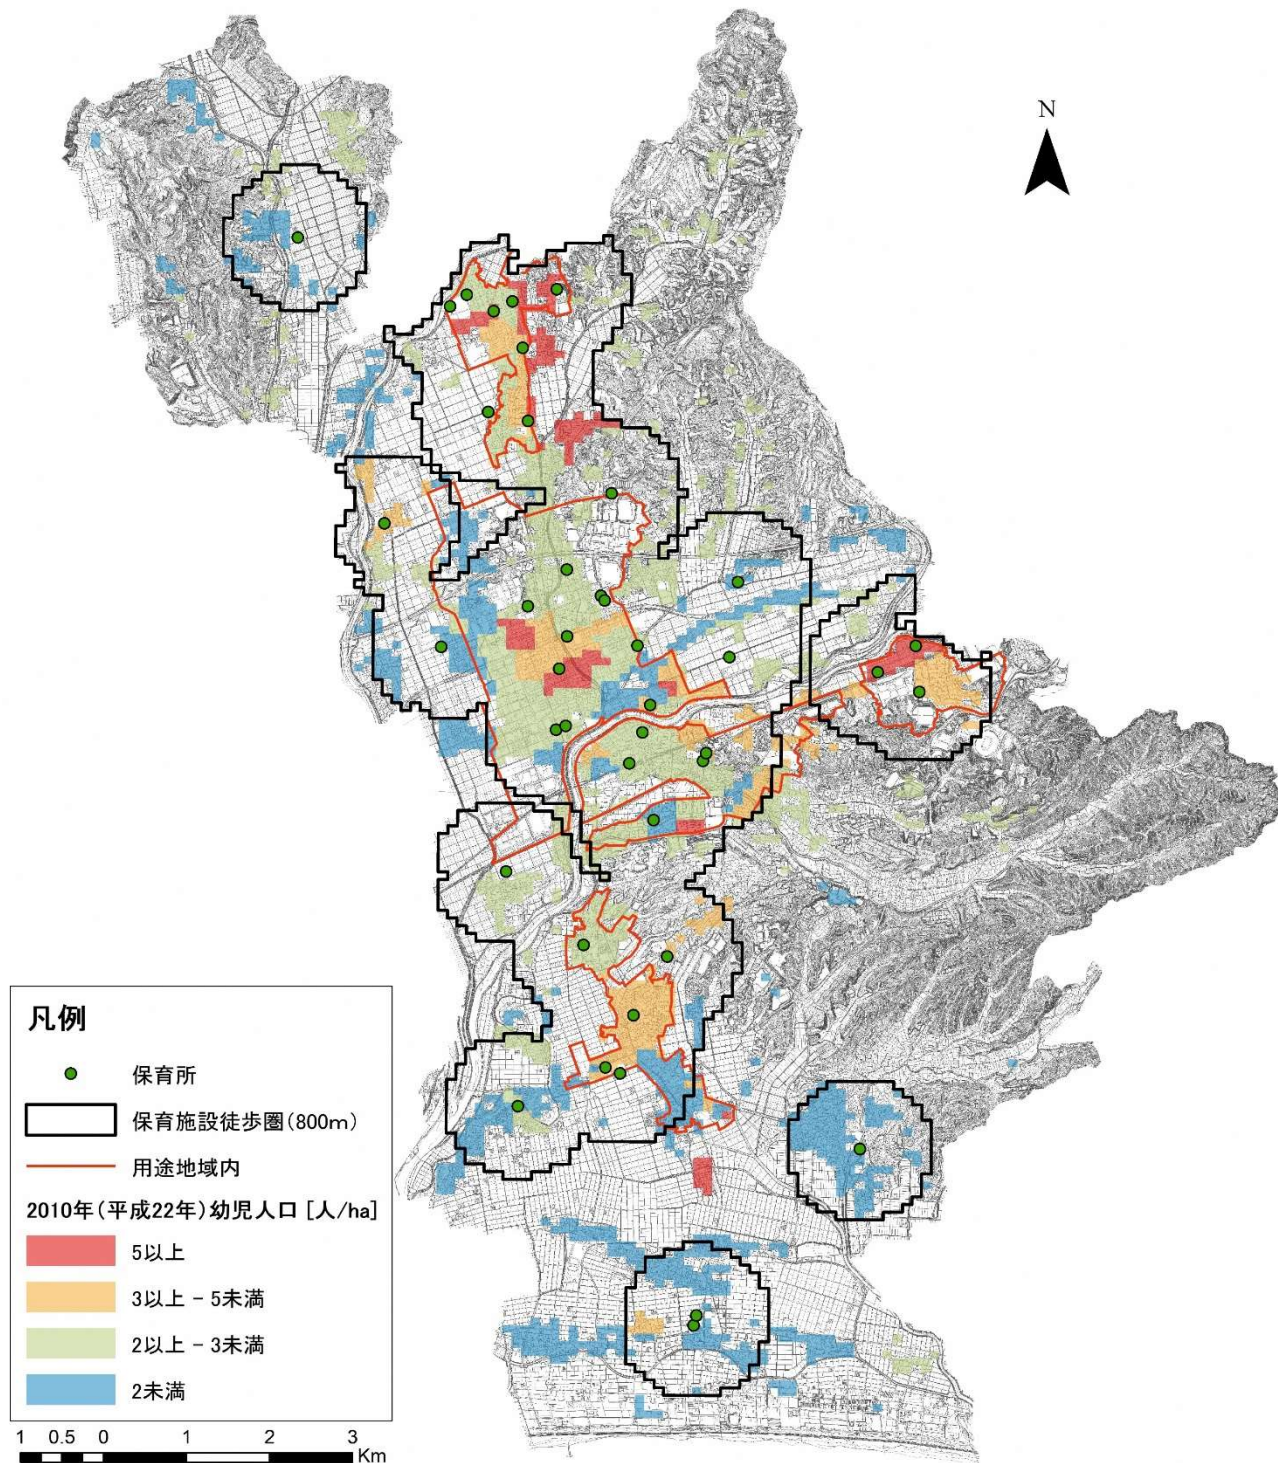 N
凡例
保育所
保育施設徒歩圏(800m)
用途地域内
2010年(平成22年)幼児人口 [人/ha]
5以上
3以上 - 5未満
2以上 - 3未満
2未満
1 0.5 0 1 2 3
Km